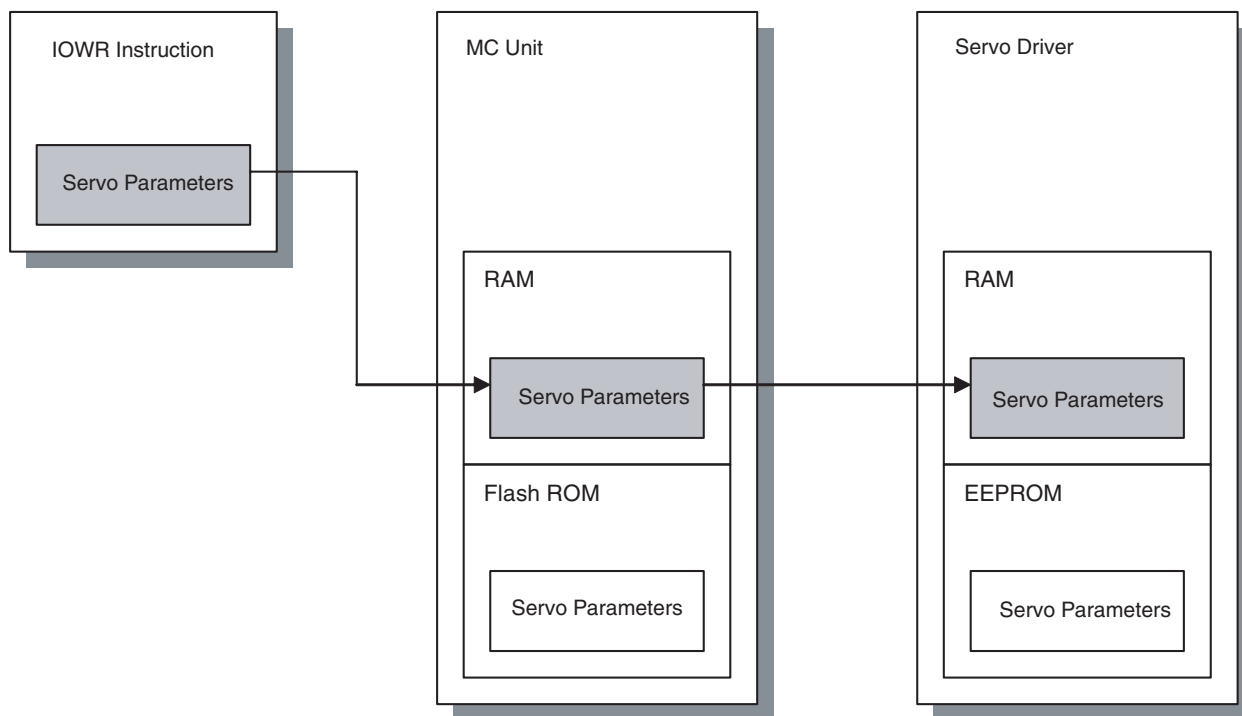 IOWR Instruction
Servo Parameters
MC Unit
RAM
Servo Parameters
Flash ROM
Servo Parameters
Servo Driver
RAM
Servo Parameters
EEPROM
Servo Parameters